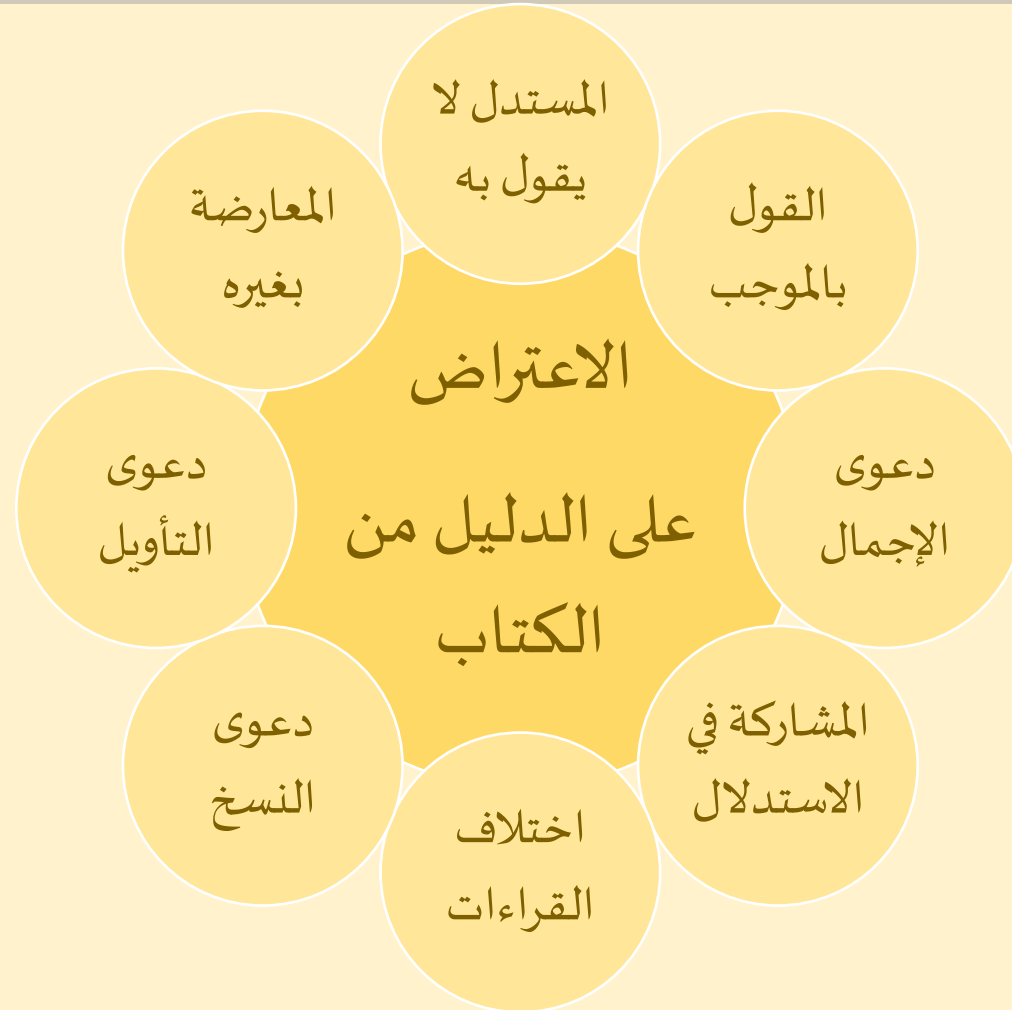 الاعتراض
على الدليل من
الكتاب
المستدل لا
يقول به
القول
بالموجب
دعوى
الإجمال
المشاركة في
الاستدلال
اختلاف
القراءات
دعوى
النسخ
دعوى
التأويل
المعارضة
بغيره